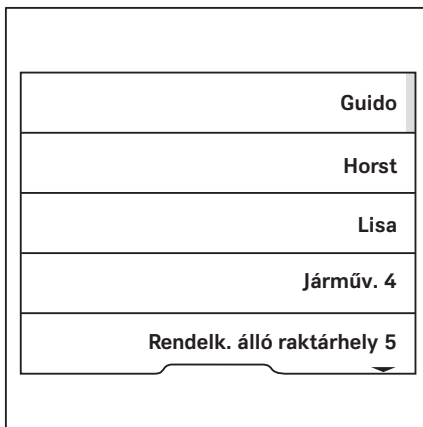 Guido
Horst
Lisa
Járműv. 4
Rendelk. álló raktárhely 5